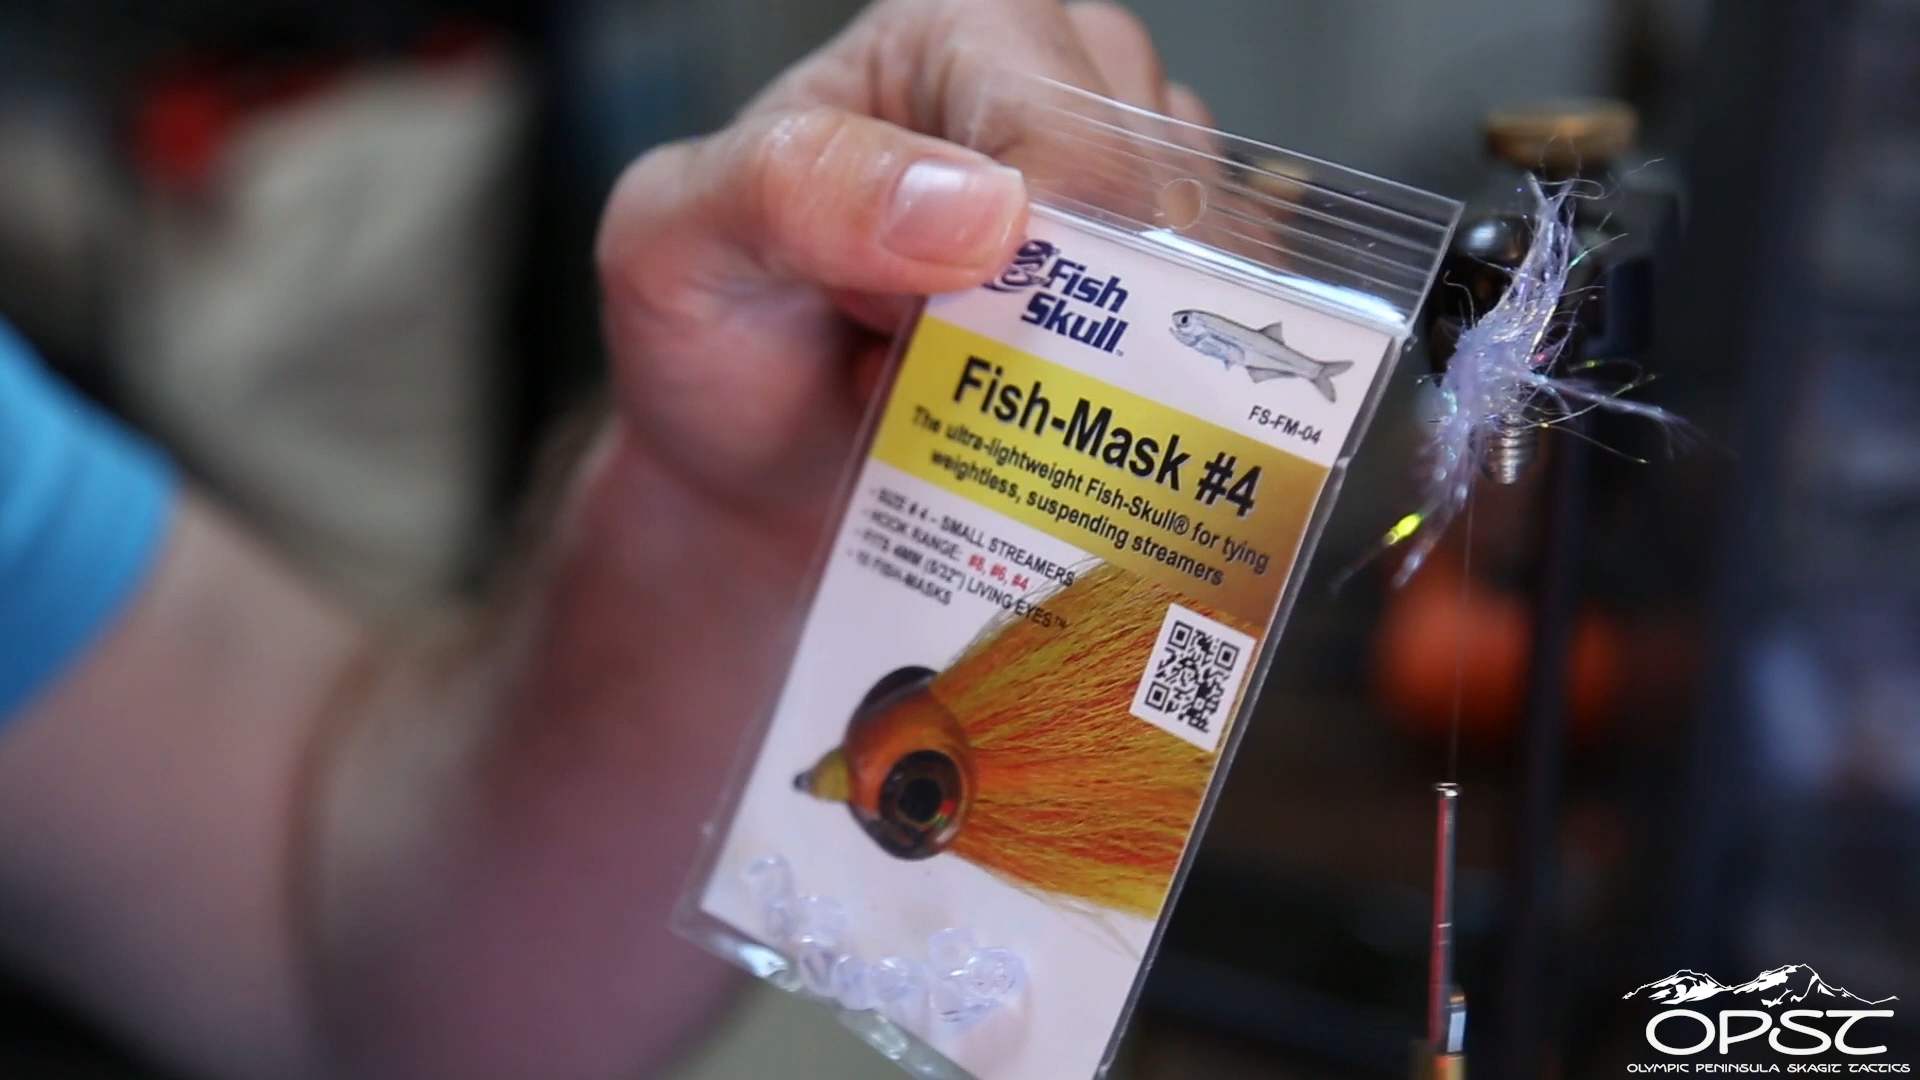 Fish
Skull™
FS-FM-04
Fish-Mask #4
The ultra-lightweight Fish-Skull® for tying
weightless, suspending streamers
- SIZE #4 - SMALL STREAMERS
- HOOK RANGE: #8, #6, #4
- FITS 4MM (5/32") LIVING EYES™
- 10 FISH-MASKS
OPST
OLYMPIC PENINSULA SKAGIT TACTICS